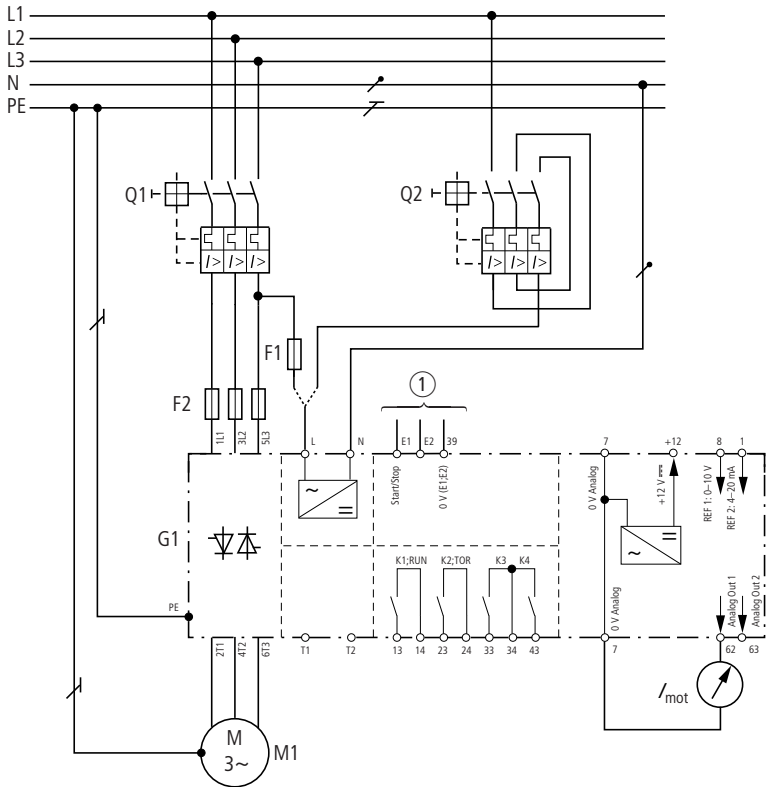 L1
L2
L3
N
PE
Q1
Q2
I> I> I>
I> I> I>
F1
1
F2
1L1 3L2 5L3
L N E1 E2 39 7 +12 8 1
Start/Stop
0 V (E1;E2)
0 V Analog
+12 V
REF 1: 0–10 V
REF 2: 4–20 mA
~
=
=
~
G1
K1;RUN K2;TOR K3 K4
0 V Analog
Analog Out 1
Analog Out 2
PE
2T1 4T2 6T3
T1 T2 13 14 23 24 33 34 43 7 62 63
Imot
M
3~
M1